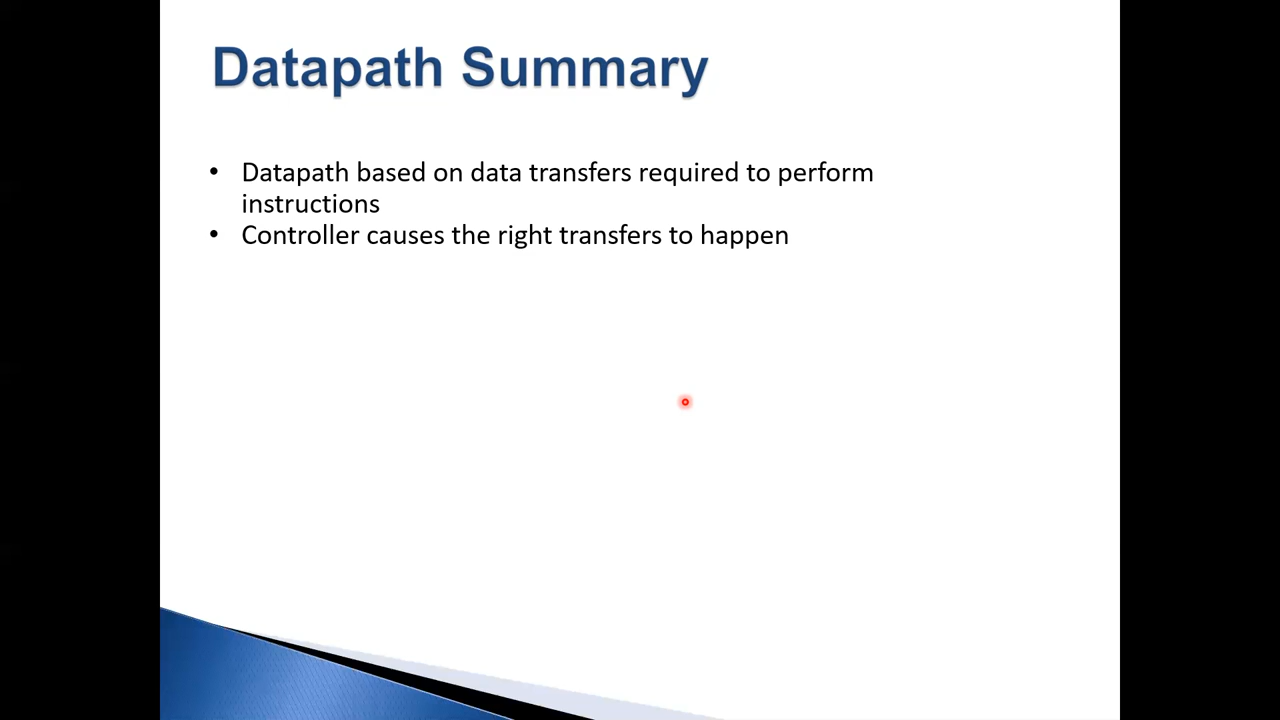 Datapath Summary
• Datapath based on data transfers required to perform
instructions
• Controller causes the right transfers to happen